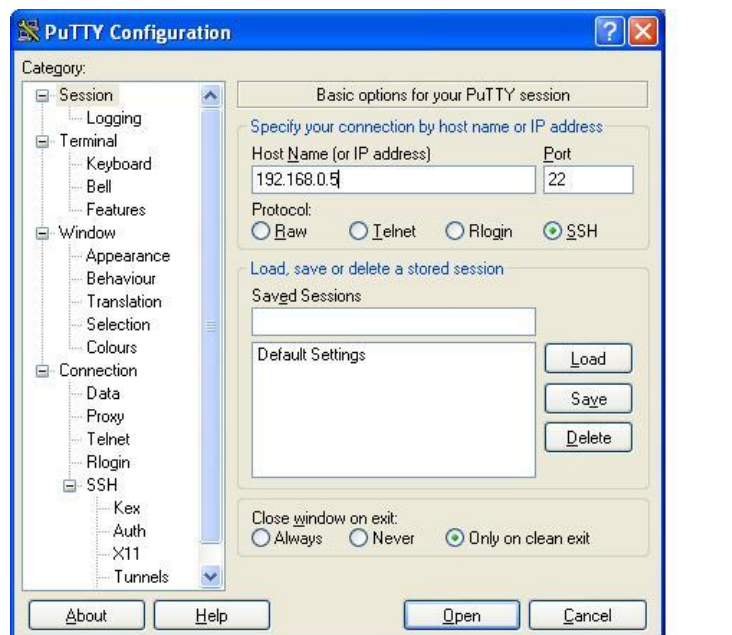 PuTTY Configuration
Category:
Session
Logging
Terminal
Keyboard
Bell
Features
Window
Appearance
Behaviour
Translation
Selection
Colours
Connection
Data
Proxy
Telnet
Rlogin
SSH
Kex
Auth
X11
Tunnels
Basic options for your PuTTY session
Specify your connection by host name or IP address
Host Name (or IP address) Port
192.168.0.5 22
Protocol:
Raw Telnet Rlogin SSH
Load, save or delete a stored session
Saved Sessions
Default Settings
Load
Save
Delete
Close window on exit:
Always Never Only on clean exit
About Help Open Cancel